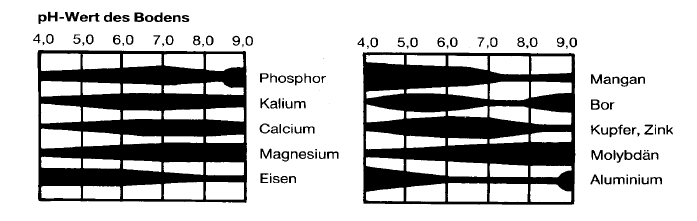 pH-Wert des Bodens
4,0 5,0 6,0 7,0 8,0 9,0
Phosphor
Kalium
Calcium
Magnesium
Eisen
4,0 5,0 6,0 7,0 8,0 9,0
Mangan
Bor
Kupfer, Zink
Molybdän
Aluminium